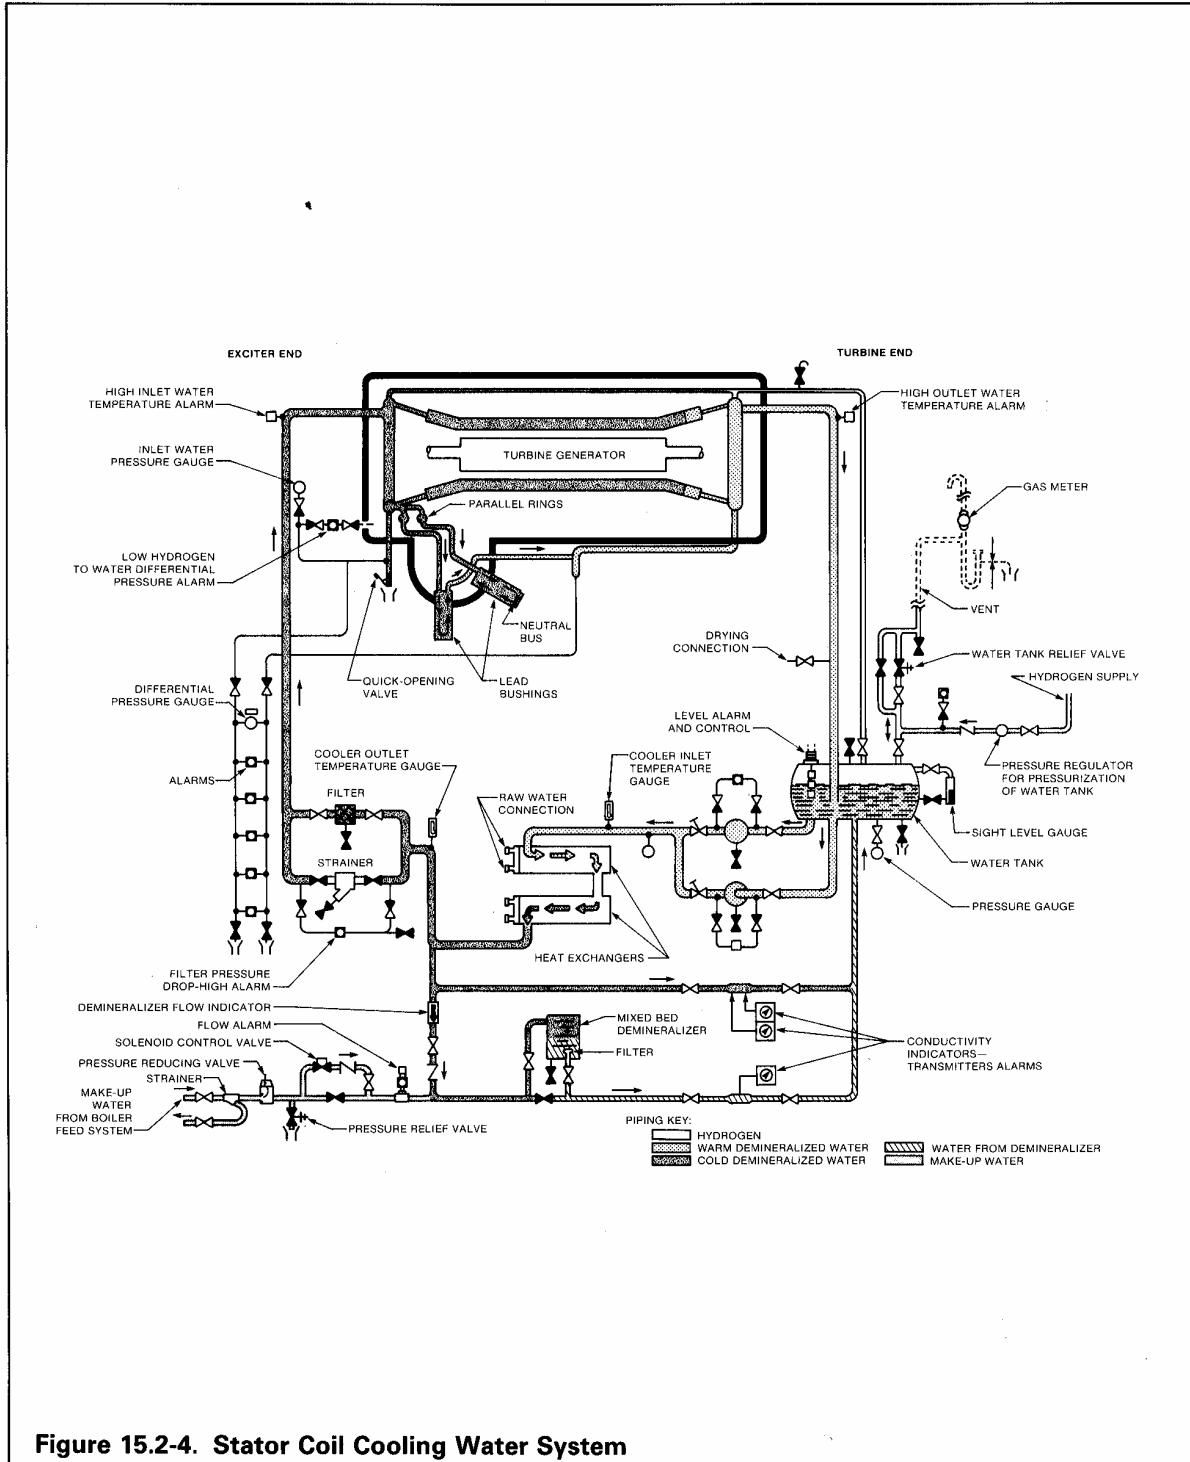 EXCITER END
TURBINE END
HIGH INLET WATER
TEMPERATURE ALARM
HIGH OUTLET WATER
TEMPERATURE ALARM
INLET WATER
PRESSURE GAUGE
TURBINE GENERATOR
PARALLEL RINGS
GAS METER
LOW HYDROGEN
TO WATER DIFFERENTIAL
PRESSURE ALARM
VENT
NEUTRAL
BUS
DRYING
CONNECTION
WATER TANK RELIEF VALVE
HYDROGEN SUPPLY
QUICK-OPENING
VALVE
LEAD
BUSHINGS
DIFFERENTIAL
PRESSURE GAUGE
LEVEL ALARM
AND CONTROL
COOLER OUTLET
TEMPERATURE GAUGE
COOLER INLET
TEMPERATURE
GAUGE
PRESSURE REGULATOR
FOR PRESSURIZATION
OF WATER TANK
ALARMS
FILTER
RAW WATER
CONNECTION
SIGHT LEVEL GAUGE
STRAINER
WATER TANK
PRESSURE GAUGE
HEAT EXCHANGERS
FILTER PRESSURE
DROP-HIGH ALARM
DEMINERALIZER FLOW INDICATOR
FLOW ALARM
SOLENOID CONTROL VALVE
MIXED BED
DEMINERALIZER
FILTER
CONDUCTIVITY
INDICATORS—
TRANSMITTERS ALARMS
PRESSURE REDUCING VALVE
STRAINER
MAKE-UP
WATER
FROM BOILER
FEED SYSTEM
PRESSURE RELIEF VALVE
PIPING KEY:
HYDROGEN
WARM DEMINERALIZED WATER
COLD DEMINERALIZED WATER
WATER FROM DEMINERALIZER
MAKE-UP WATER
Figure 15.2-4. Stator Coil Cooling Water System